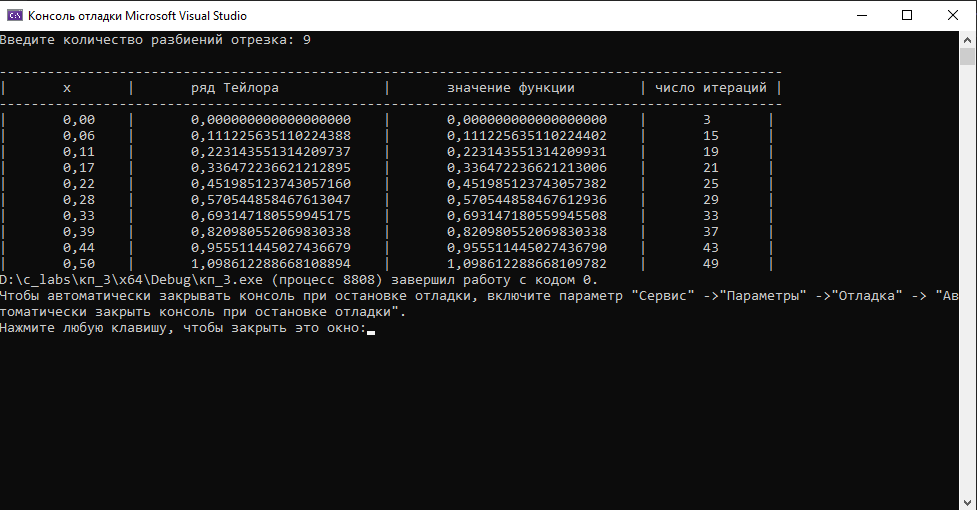 Консоль отладки Microsoft Visual Studio
Введите количество разбиений отрезка: 9
--------------------------------------------------------------------------------------------------
|       x       |       ряд Тейлора             |       значение функции        | число итераций |
--------------------------------------------------------------------------------------------------
|       0,00    |       0,000000000000000000    |       0,000000000000000000    |       3       |
|       0,06    |       0,111225635110224388    |       0,111225635110224402    |       15      |
|       0,11    |       0,223143551314209737    |       0,223143551314209931    |       19      |
|       0,17    |       0,336472236621212895    |       0,336472236621213006    |       21      |
|       0,22    |       0,451985123743057160    |       0,451985123743057382    |       25      |
|       0,28    |       0,570544858467613047    |       0,570544858467612936    |       29      |
|       0,33    |       0,693147180559945175    |       0,693147180559945508    |       33      |
|       0,39    |       0,820980552069830338    |       0,820980552069830338    |       37      |
|       0,44    |       0,955511445027436679    |       0,955511445027436790    |       43      |
|       0,50    |       1,098612288668108894    |       1,098612288668109782    |       49      |
D:\c_labs\кп_3\x64\Debug\кп_3.exe (процесс 8808) завершил работу с кодом 0.
Чтобы автоматически закрывать консоль при остановке отладки, включите параметр "Сервис" ->"Параметры" ->"Отладка" -> "Ав
томатически закрыть консоль при остановке отладки".
Нажмите любую клавишу, чтобы закрыть это окно: